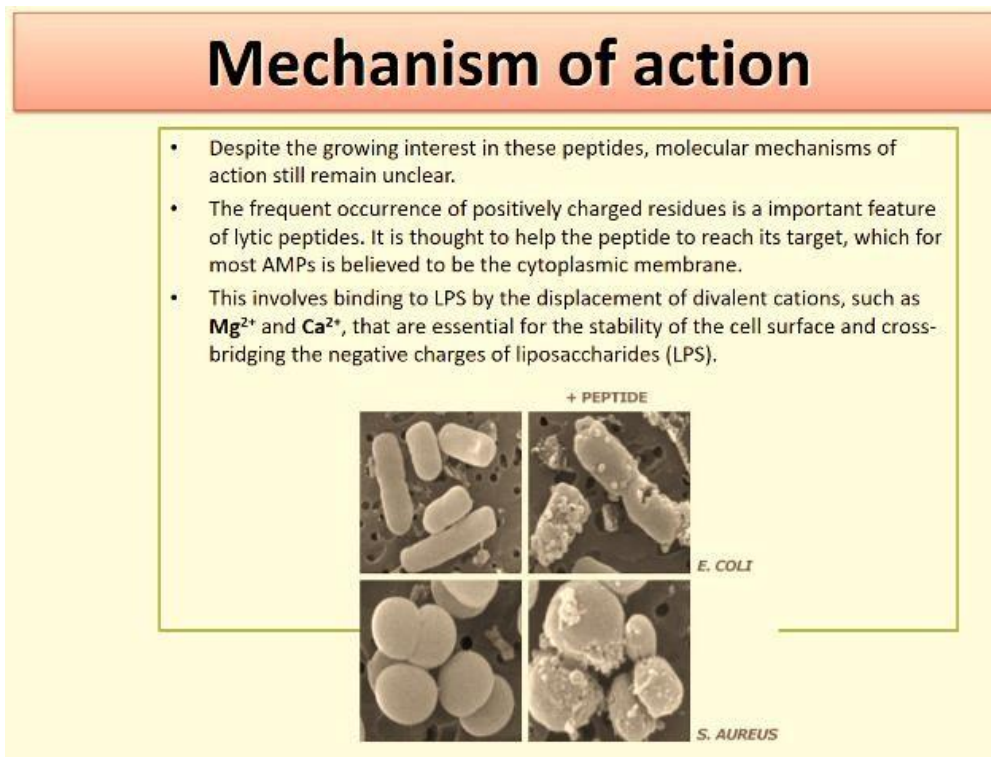 Mechanism of action
• Despite the growing interest in these peptides, molecular mechanisms of
action still remain unclear.
• The frequent occurrence of positively charged residues is a important feature
of lytic peptides. It is thought to help the peptide to reach its target, which for
most AMPs is believed to be the cytoplasmic membrane.
• This involves binding to LPS by the displacement of divalent cations, such as
Mg²⁺ and Ca²⁺, that are essential for the stability of the cell surface and cross-
bridging the negative charges of liposaccharides (LPS).
+ PEPTIDE
E. COLI
S. AUREUS